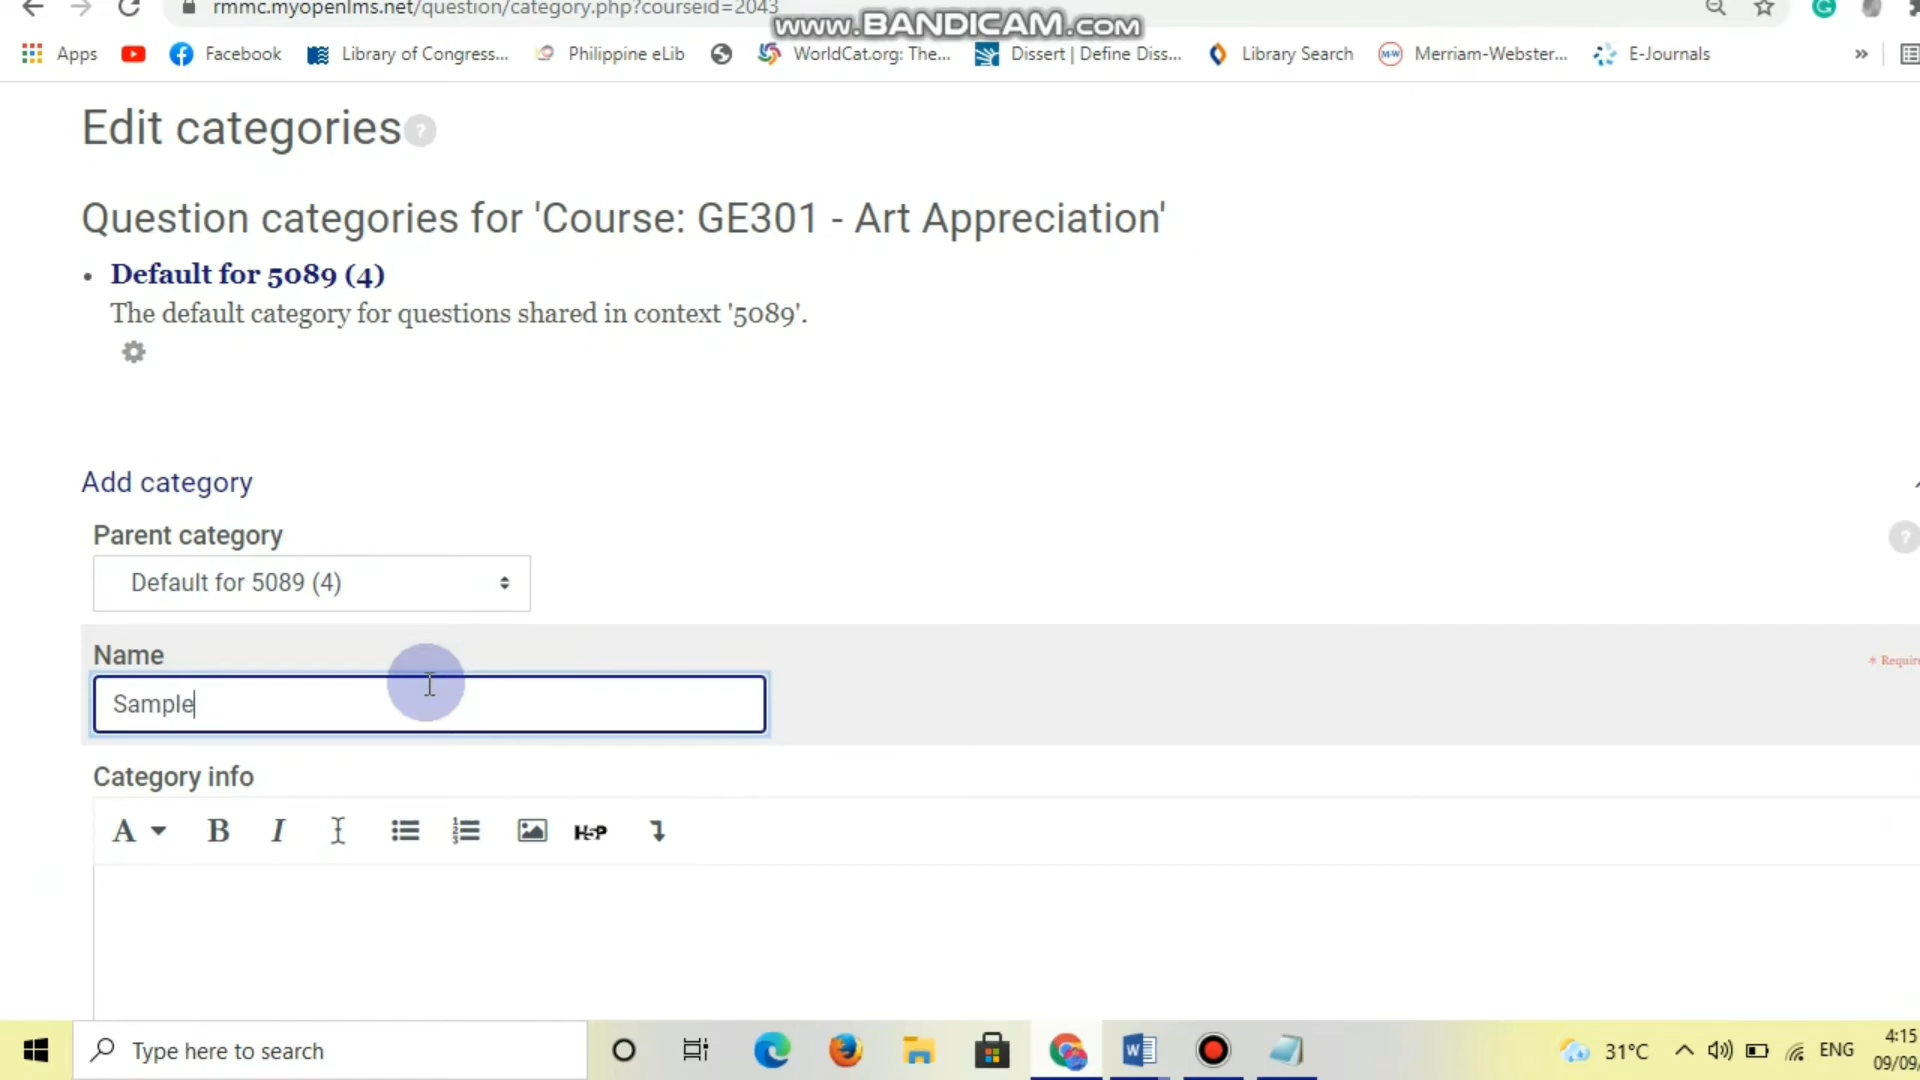 rmmc.myopenlms.net/question/category.php?courseid=2043
www.BANDICAM.com
Apps
Facebook
Library of Congress...
Philippine eLib
WorldCat.org: The...
Dissert | Define Diss...
Library Search
Merriam-Webster...
E-Journals
»
Edit categories
?
Question categories for 'Course: GE301 - Art Appreciation'
• Default for 5089 (4)
The default category for questions shared in context '5089'.
Add category
Parent category
?
Default for 5089 (4)
Name
* Require
Sample
Category info
A
B
I
H5P
Type here to search
31°C
ENG
4:15
09/09/